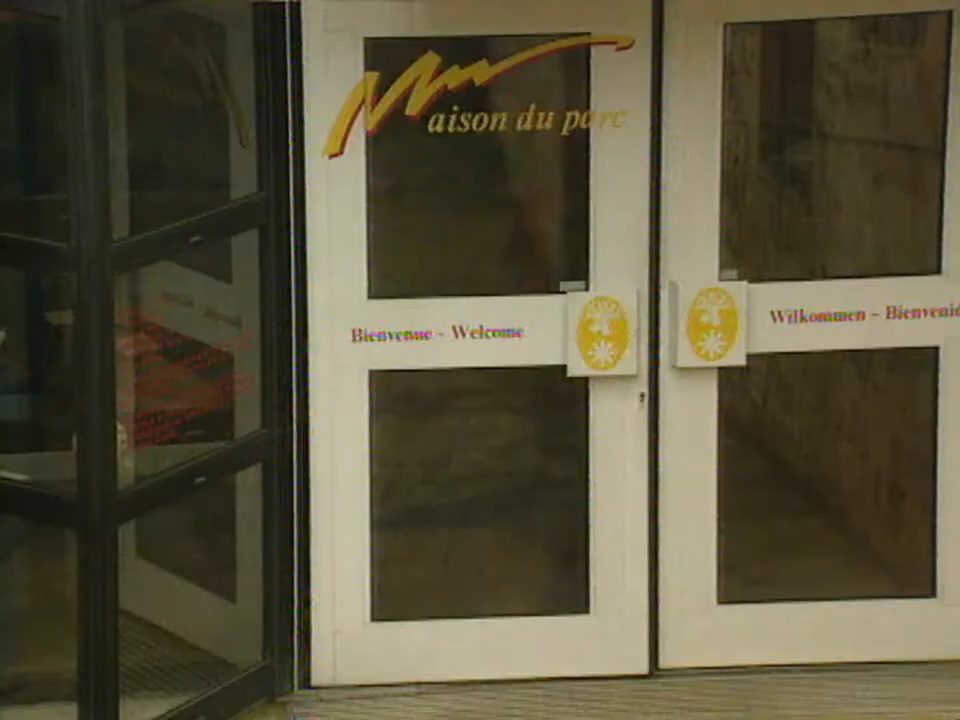 Maison du parc
Bienvenue ~ Welcome
Wilkommen ~ Bienvenid